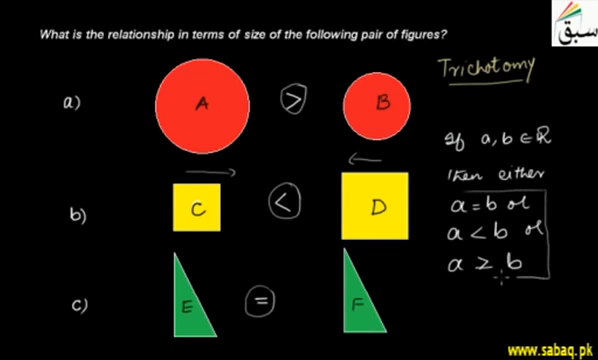 What is the relationship in terms of size of the following pair of figures?
سبق
Trichotomy
a)
A
>
B
If a, b ∈ ℝ
then either
a = b or
a < b or
a > b
b)
C
<
D
c)
E
=
F
www.sabaq.pk